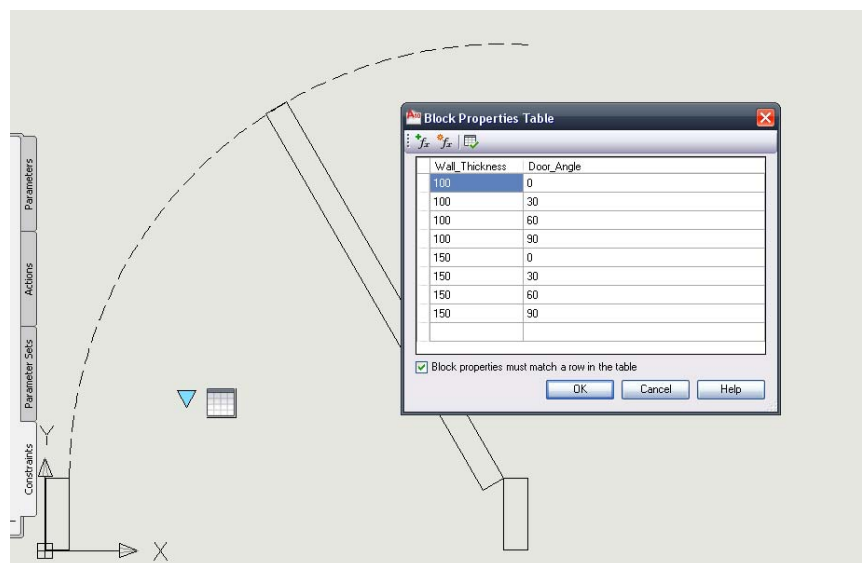 Block Properties Table
Wall_Thickness Door_Angle
100 0
100 30
100 60
100 90
150 0
150 30
150 60
150 90
Block properties must match a row in the table
OK Cancel Help
Parameters
Actions
Parameter Sets
Constraints
Y
X